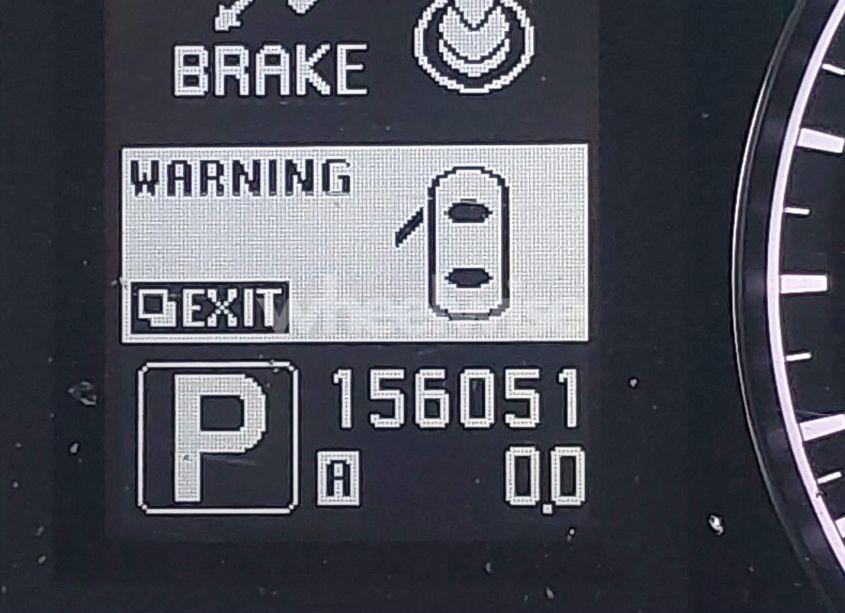 BRAKE
WARNING
EXIT
P
156051
A
0.0